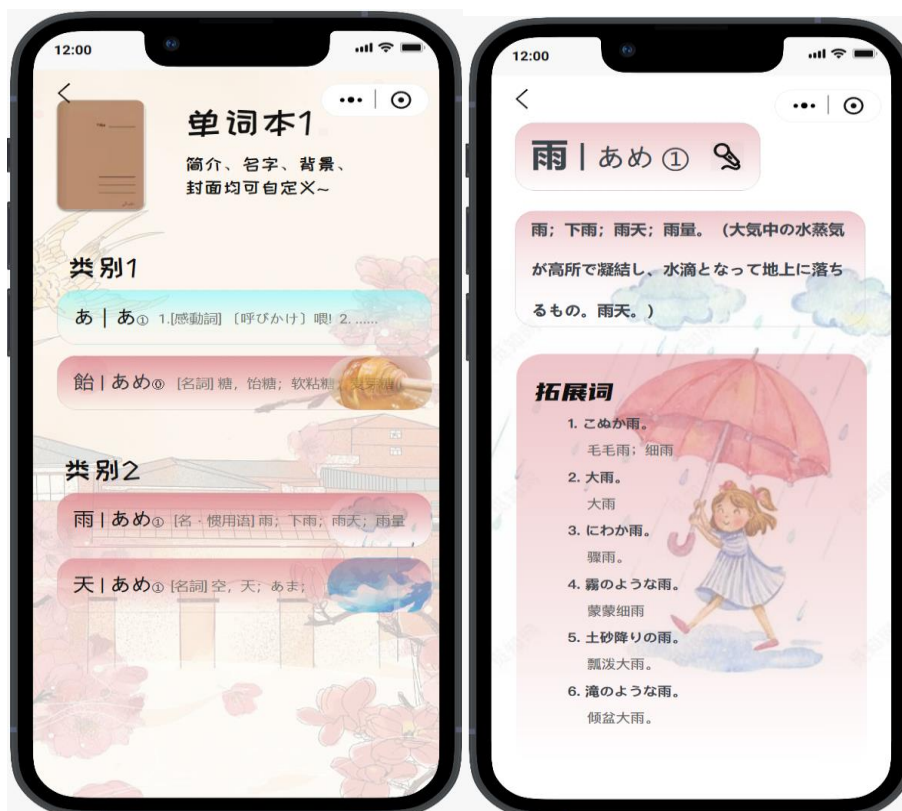 12:00
单词本1
简介、名字、背景、
封面均可自定义~
类别1
あ | あ① 1.[感動詞] 〔呼びかけ〕喂! 2. ......
飴 | あめ⓪ [名詞] 糖，饴糖；软粘糖
类别2
雨 | あめ① [名・惯用语] 雨；下雨；雨天；雨量
天 | あめ① [名詞] 空，天；あま；
12:00
雨 | あめ ①
雨；下雨；雨天；雨量。（大気中の水蒸気
が高所で凝結し、水滴となって地上に落ち
るもの。雨天。）
拓展词
1. こぬか雨。
毛毛雨；细雨
2. 大雨。
大雨
3. にわか雨。
骤雨。
4. 霧のような雨。
蒙蒙细雨
5. 土砂降りの雨。
瓢泼大雨。
6. 滝のような雨。
倾盆大雨。